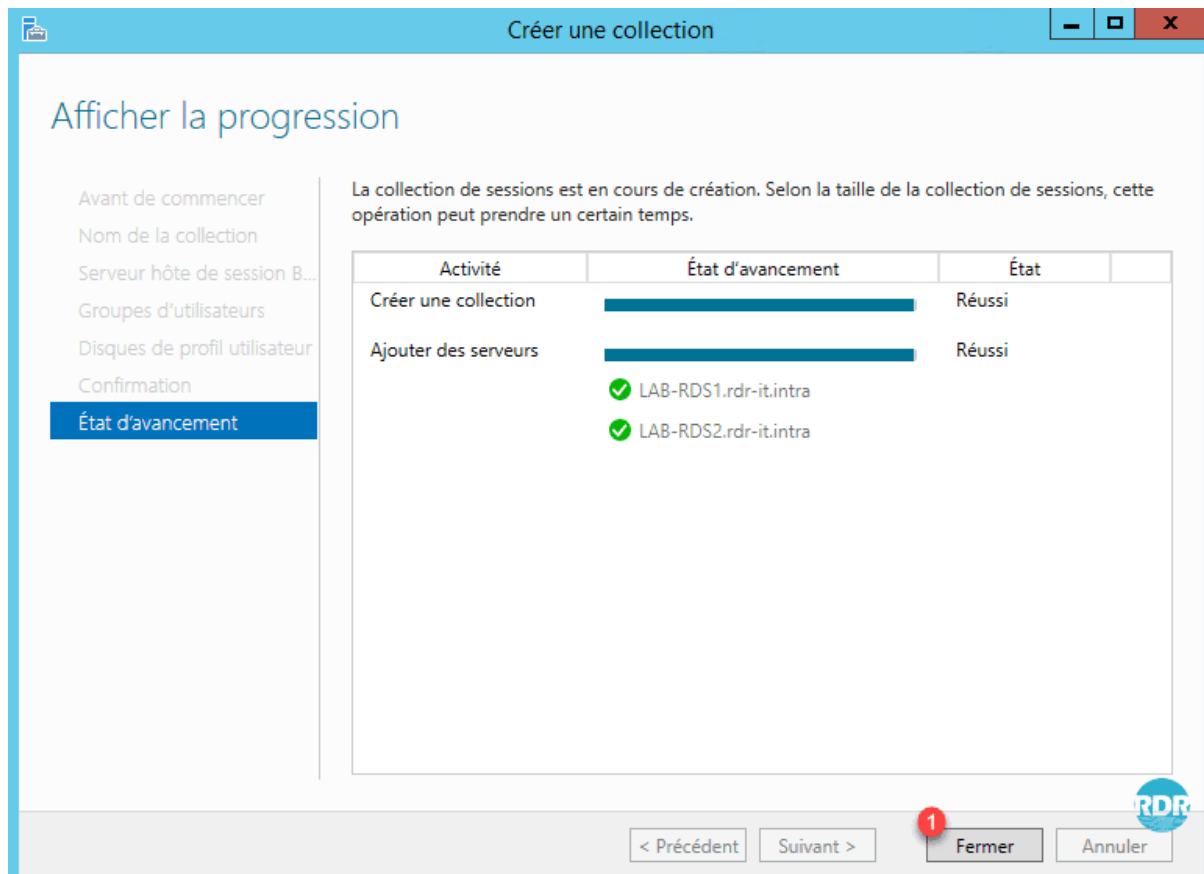 Créer une collection
Afficher la progression
Avant de commencer
Nom de la collection
Serveur hôte de session B...
Groupes d'utilisateurs
Disques de profil utilisateur
Confirmation
État d'avancement
La collection de sessions est en cours de création. Selon la taille de la collection de sessions, cette
opération peut prendre un certain temps.
Activité État d'avancement État
Créer une collection Réussi
Ajouter des serveurs Réussi
LAB-RDS1.rdr-it.intra
LAB-RDS2.rdr-it.intra
RDR
1
< Précédent Suivant > Fermer Annuler